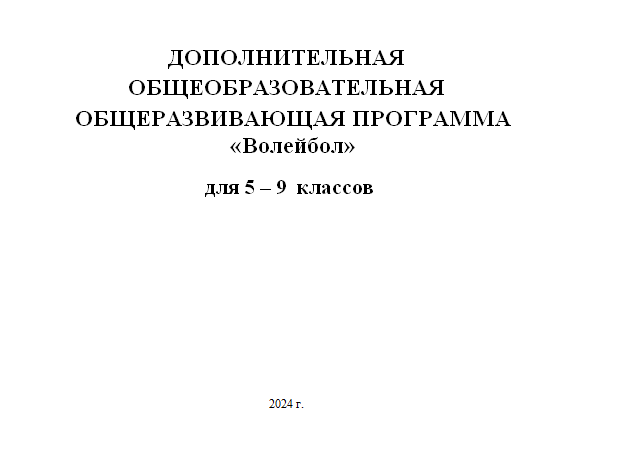 ДОПОЛНИТЕЛЬНАЯ
ОБЩЕОБРАЗОВАТЕЛЬНАЯ
ОБЩЕРАЗВИВАЮЩАЯ ПРОГРАММА
«Волейбол»
для 5 – 9 классов
2024 г.